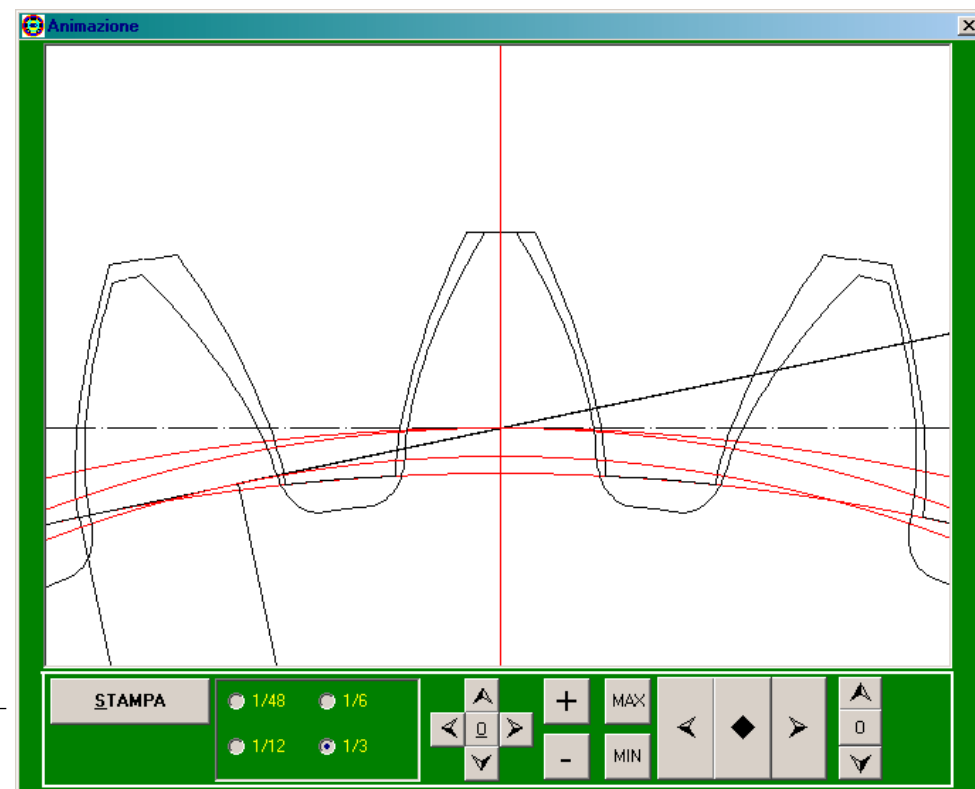 Animazione
STAMPA
1/48 1/6
1/12 1/3
0
+
-
MAX
MIN
0